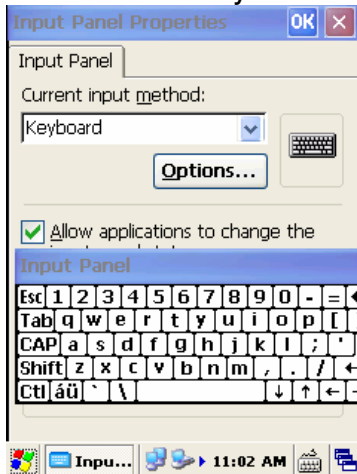 Input Panel Properties OK
Input Panel
Current input method:
Keyboard
Options...
Allow applications to change the
Input Panel
Esc 1 2 3 4 5 6 7 8 9 0 - =
Tab q w e r t y u i o p [
CAP a s d f g h j k l ; '
Shift z x c v b n m , . /
Ctl áü ` \ ↓ ↑ ←
Inpu... 11:02 AM